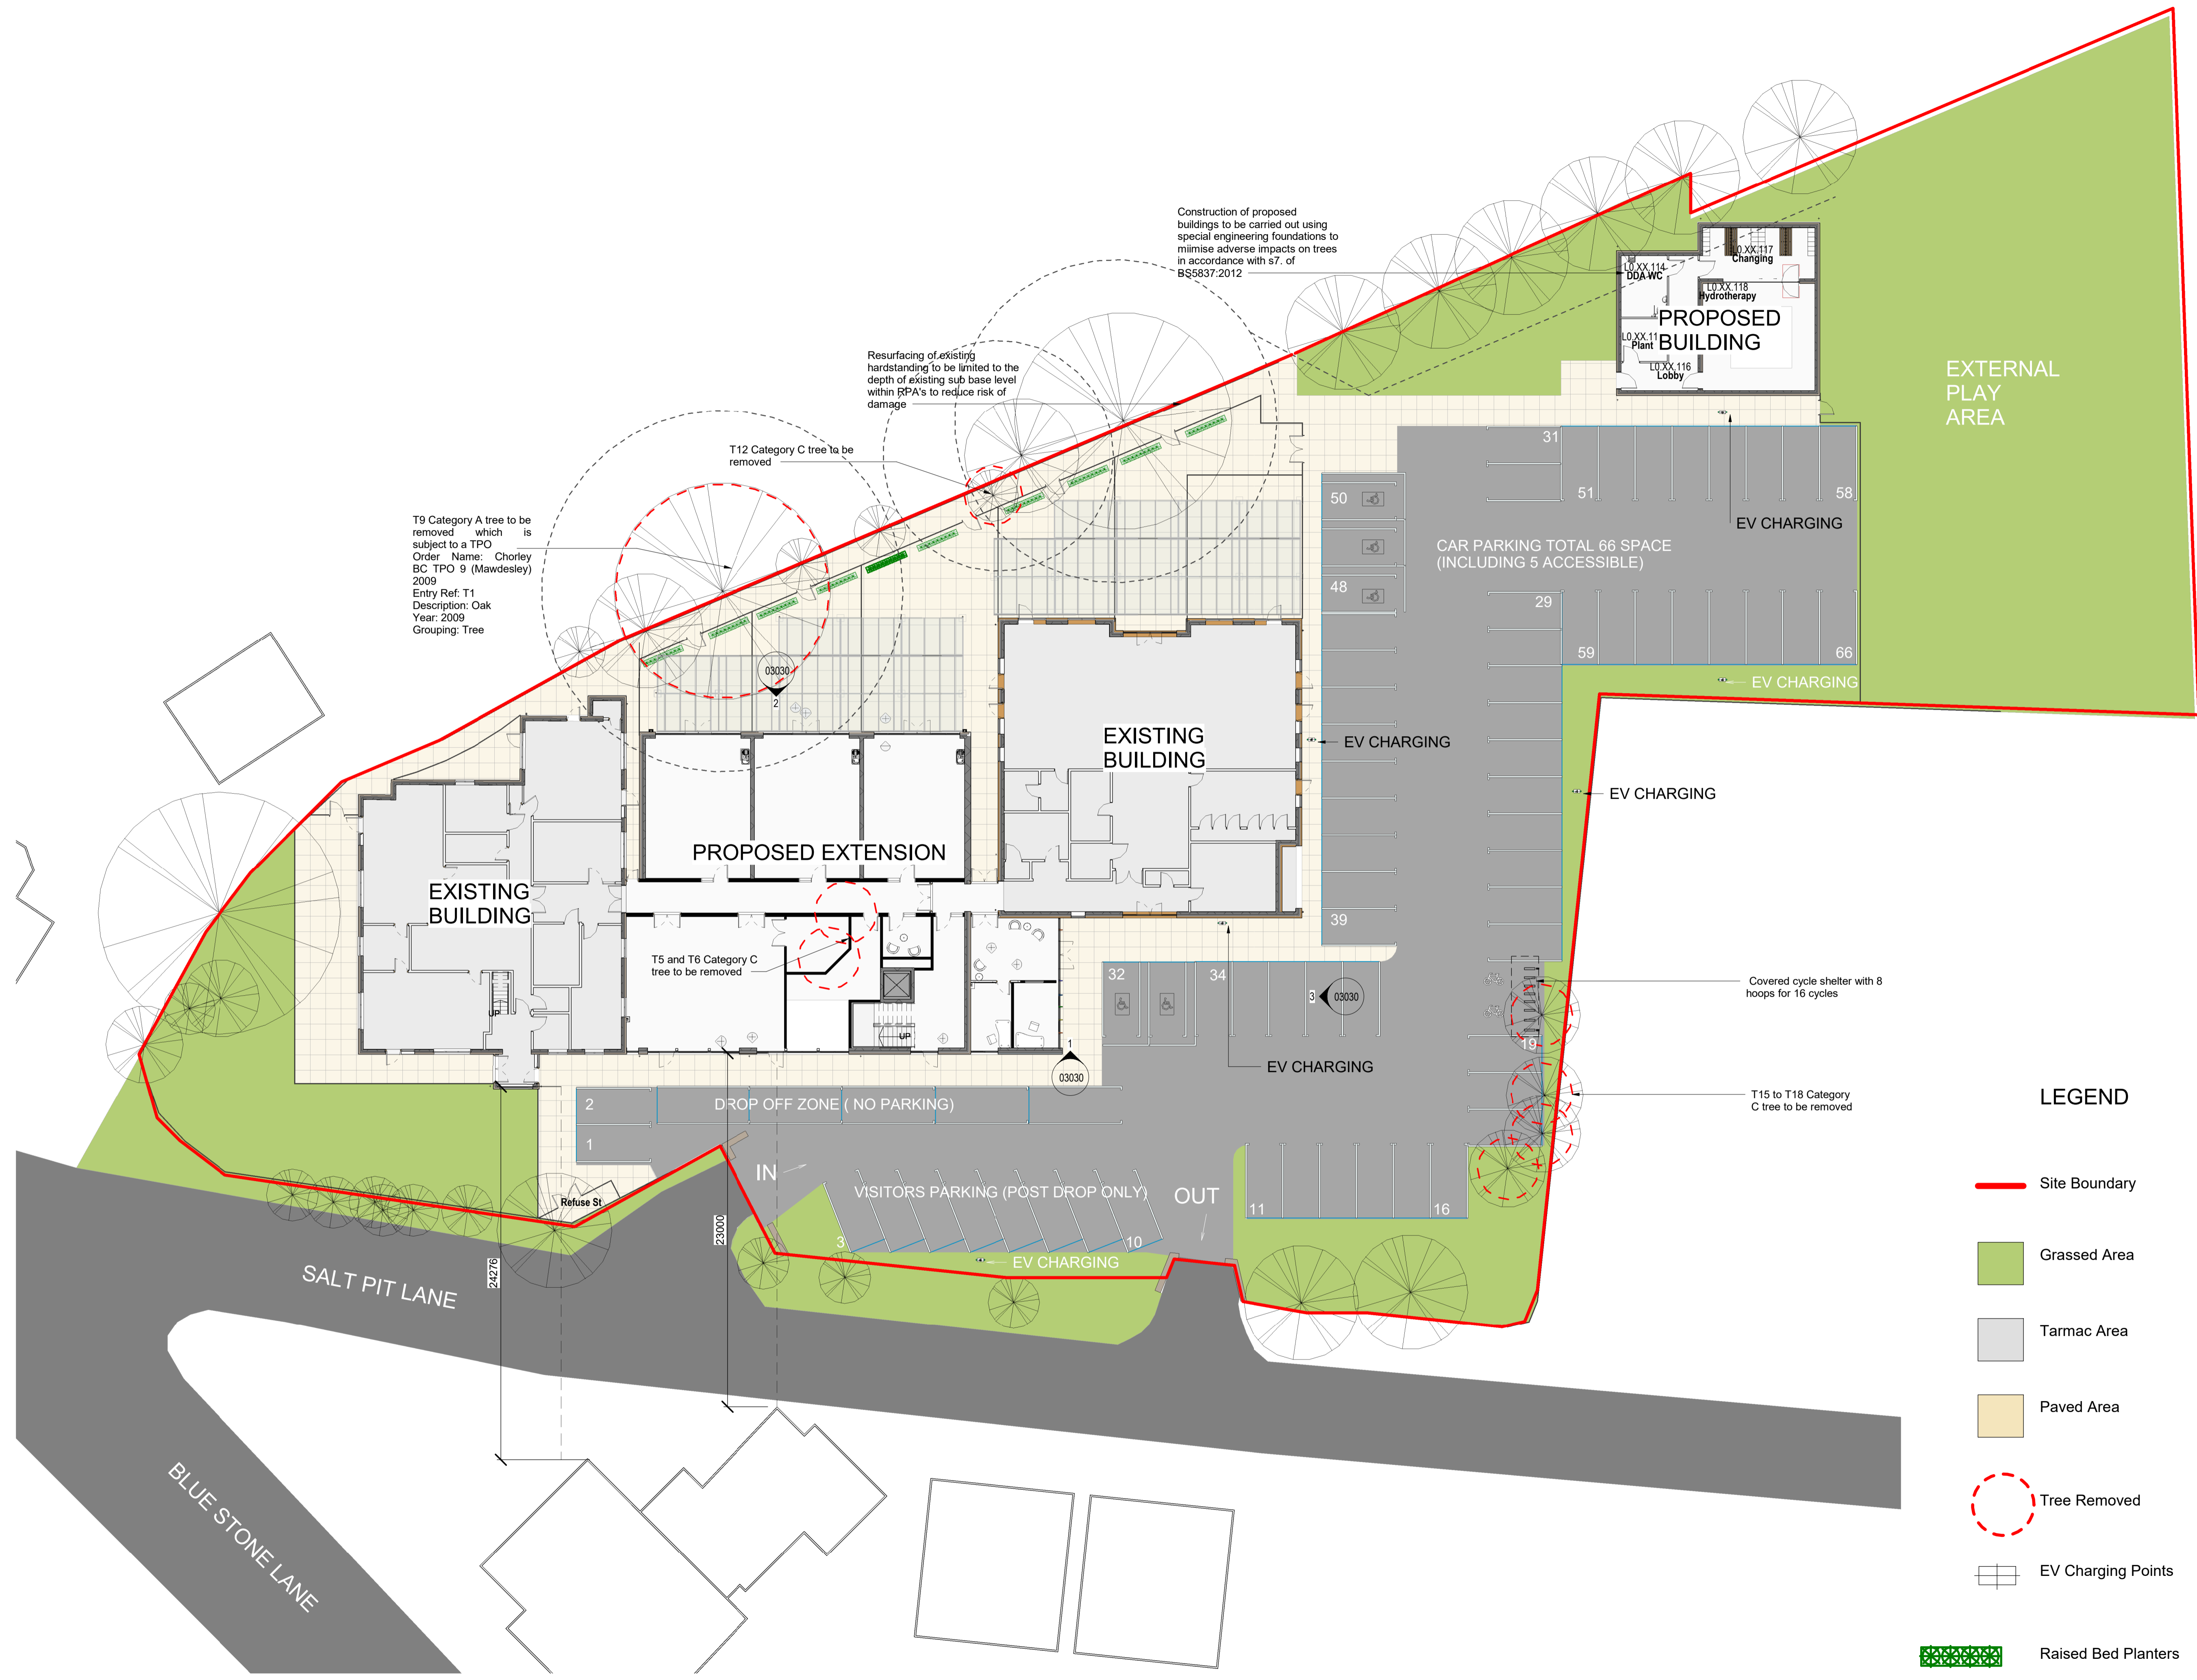 Construction of proposed
buildings to be carried out using
special engineering foundations to
miimise adverse impacts on trees
in accordance with s7. of
BS5837:2012
L0.XX.117
Changing
L0.XX.114
DDA WC
L0.XX.118
Hydrotherapy
PROPOSED
BUILDING
L0.XX.11
Plant
L0.XX.116
Lobby
EXTERNAL
PLAY
AREA
Resurfacing of existing
hardstanding to be limited to the
depth of existing sub base level
within RPA's to reduce risk of
damage
T12 Category C tree to be
removed
T9 Category A tree to be
removed which is
subject to a TPO
Order Name: Chorley
BC TPO 9 (Mawdesley)
2009
Entry Ref: T1
Description: Oak
Year: 2009
Grouping: Tree
31
50
51
58
EV CHARGING
CAR PARKING TOTAL 66 SPACE
(INCLUDING 5 ACCESSIBLE)
48
29
59
66
EV CHARGING
03030
2
EXISTING
BUILDING
EV CHARGING
EV CHARGING
PROPOSED EXTENSION
EXISTING
BUILDING
39
T5 and T6 Category C
tree to be removed
32
34
3
03030
Covered cycle shelter with 8
hoops for 16 cycles
UP
UP
19
1
03030
EV CHARGING
2
DROP OFF ZONE ( NO PARKING)
T15 to T18 Category
C tree to be removed
1
IN
VISITORS PARKING (POST DROP ONLY)
OUT
Refuse St
11
16
3
10
EV CHARGING
24276
23000
SALT PIT LANE
BLUE STONE LANE
LEGEND
Site Boundary
Grassed Area
Tarmac Area
Paved Area
Tree Removed
EV Charging Points
Raised Bed Planters